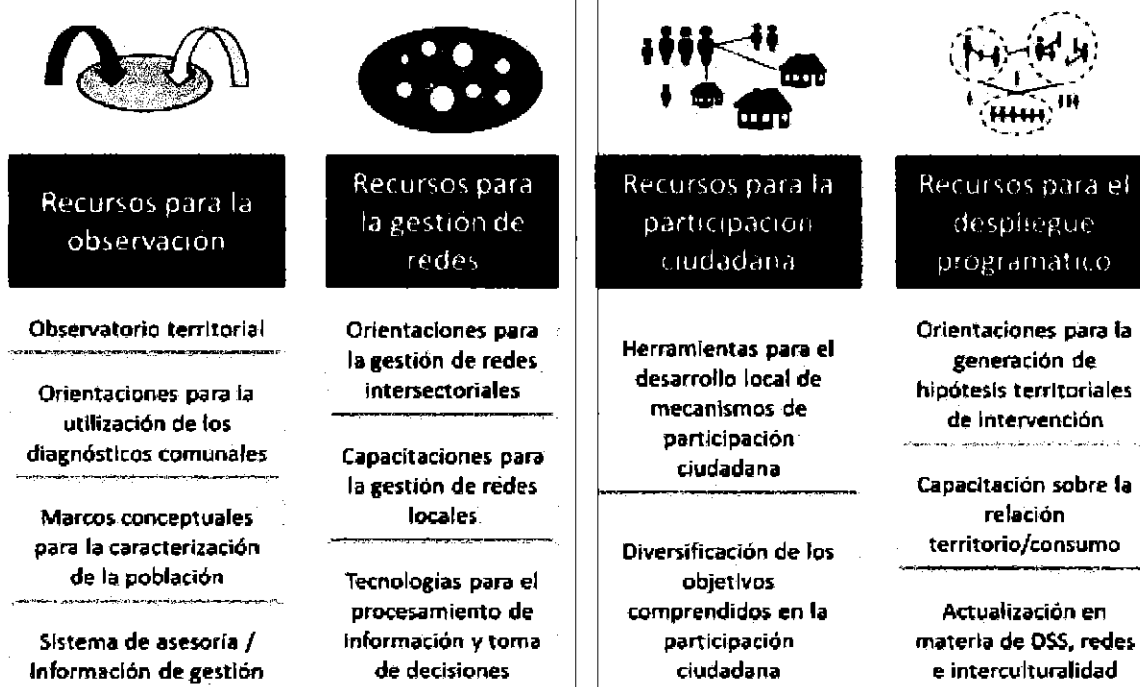 Recursos para la
observación
Observatorio territorial
Orientaciones para la
utilización de los
diagnósticos comunales
Marcos conceptuales
para la caracterización
de la población
Sistema de asesoría /
Información de gestión
Recursos para
la gestión de
redes
Orientaciones para
la gestión de redes
intersectoriales
Capacitaciones para
la gestión de redes
locales
Tecnologías para el
procesamiento de
información y toma
de decisiones
Recursos para la
participación
ciudadana
Herramientas para el
desarrollo local de
mecanismos de
participación
ciudadana
Diversificación de los
objetivos
comprendidos en la
participación
ciudadana
Recursos para el
despliegue
programático
Orientaciones para la
generación de
hipótesis territoriales
de intervención
Capacitación sobre la
relación
territorio/consumo
Actualización en
materia de DSS, redes
e interculturalidad